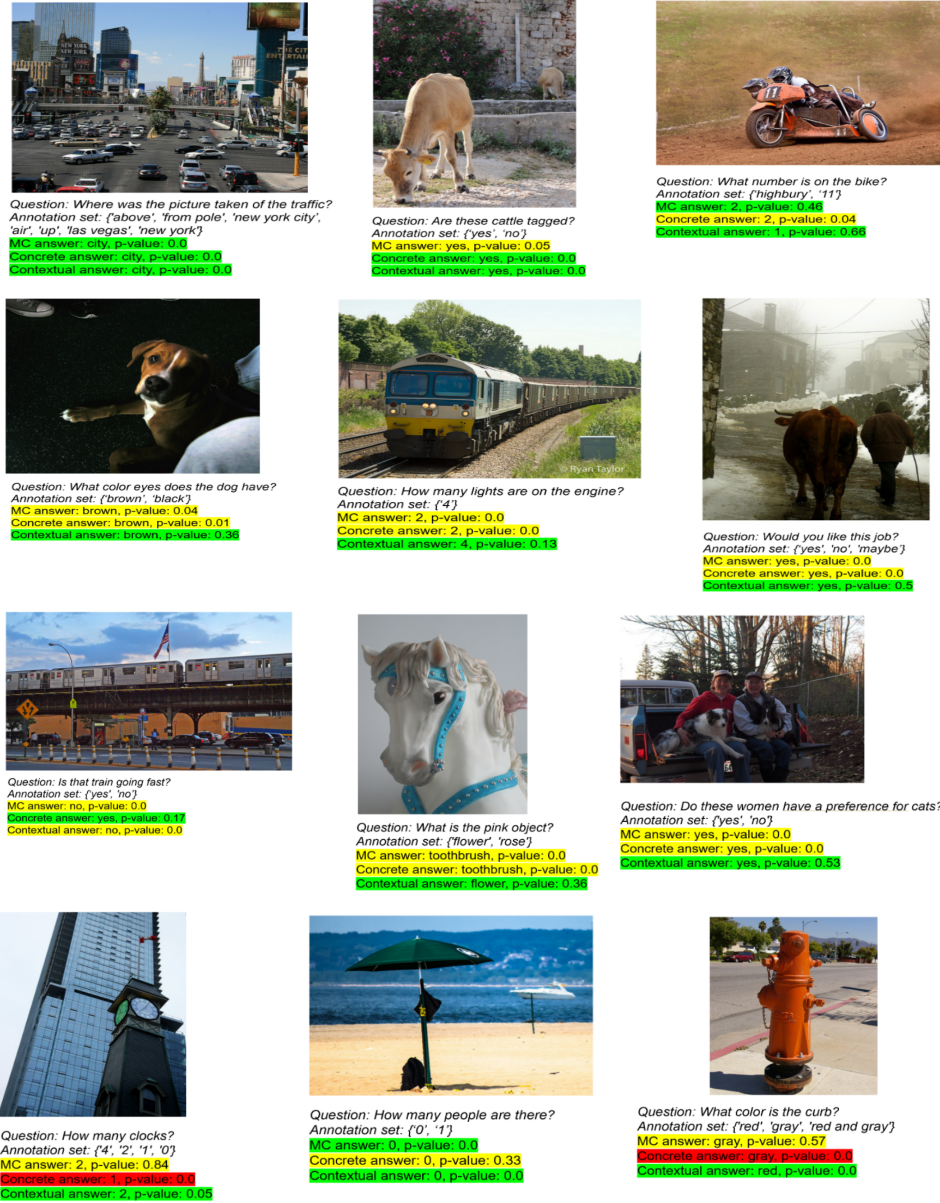 NEW YORK
NEW YORK
THE CIT
ENTERTAIN
Question: Where was the picture taken of the traffic?
Annotation set: {'above', 'from pole', 'new york city',
'air', 'up', 'las vegas', 'new york'}
MC answer: city, p-value: 0.0
Concrete answer: city, p-value: 0.0
Contextual answer: city, p-value: 0.0
Question: Are these cattle tagged?
Annotation set: {'yes', 'no'}
MC answer: yes, p-value: 0.05
Concrete answer: yes, p-value: 0.0
Contextual answer: yes, p-value: 0.0
11
Question: What number is on the bike?
Annotation set: {'highbury', '11'}
MC answer: 2, p-value: 0.46
Concrete answer: 2, p-value: 0.04
Contextual answer: 1, p-value: 0.66
Question: What color eyes does the dog have?
Annotation set: {'brown', 'black'}
MC answer: brown, p-value: 0.04
Concrete answer: brown, p-value: 0.01
Contextual answer: brown, p-value: 0.36
© Ryan Taylor
Question: How many lights are on the engine?
Annotation set: {'4'}
MC answer: 2, p-value: 0.0
Concrete answer: 2, p-value: 0.0
Contextual answer: 4, p-value: 0.13
Question: Would you like this job?
Annotation set: {'yes', 'no', 'maybe'}
MC answer: yes, p-value: 0.0
Concrete answer: yes, p-value: 0.0
Contextual answer: yes, p-value: 0.5
Question: Is that train going fast?
Annotation set: {'yes', 'no'}
MC answer: no, p-value: 0.0
Concrete answer: yes, p-value: 0.17
Contextual answer: no, p-value: 0.0
Question: What is the pink object?
Annotation set: {'flower', 'rose'}
MC answer: toothbrush, p-value: 0.0
Concrete answer: toothbrush, p-value: 0.0
Contextual answer: flower, p-value: 0.36
Question: Do these women have a preference for cats?
Annotation set: {'yes', 'no'}
MC answer: yes, p-value: 0.0
Concrete answer: yes, p-value: 0.0
Contextual answer: yes, p-value: 0.53
Question: How many clocks?
Annotation set: {'4', '2', '1', '0'}
MC answer: 2, p-value: 0.84
Concrete answer: 1, p-value: 0.0
Contextual answer: 2, p-value: 0.05
Question: How many people are there?
Annotation set: {'0', '1'}
MC answer: 0, p-value: 0.0
Concrete answer: 0, p-value: 0.33
Contextual answer: 0, p-value: 0.0
Question: What color is the curb?
Annotation set: {'red', 'gray', 'red and gray'}
MC answer: gray, p-value: 0.57
Concrete answer: gray, p-value: 0.0
Contextual answer: red, p-value: 0.0